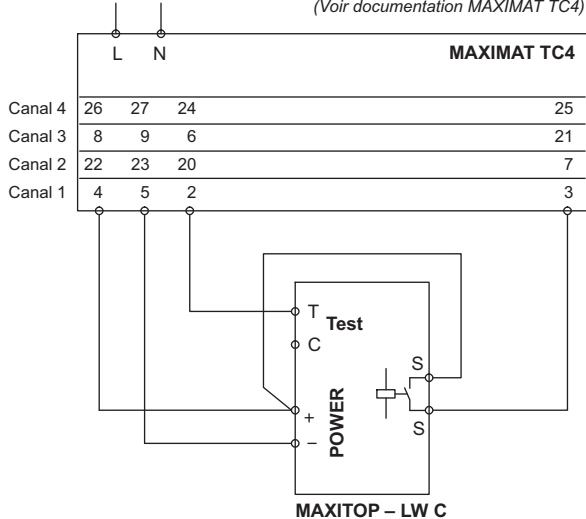 (Voir documentation MAXIMAT TC4)
L N MAXIMAT TC4
Canal 4 26 27 24 25
Canal 3 8 9 6 21
Canal 2 22 23 20 7
Canal 1 4 5 2 3
T
Test
C
S
+
POWER
S
–
MAXITOP – LW C